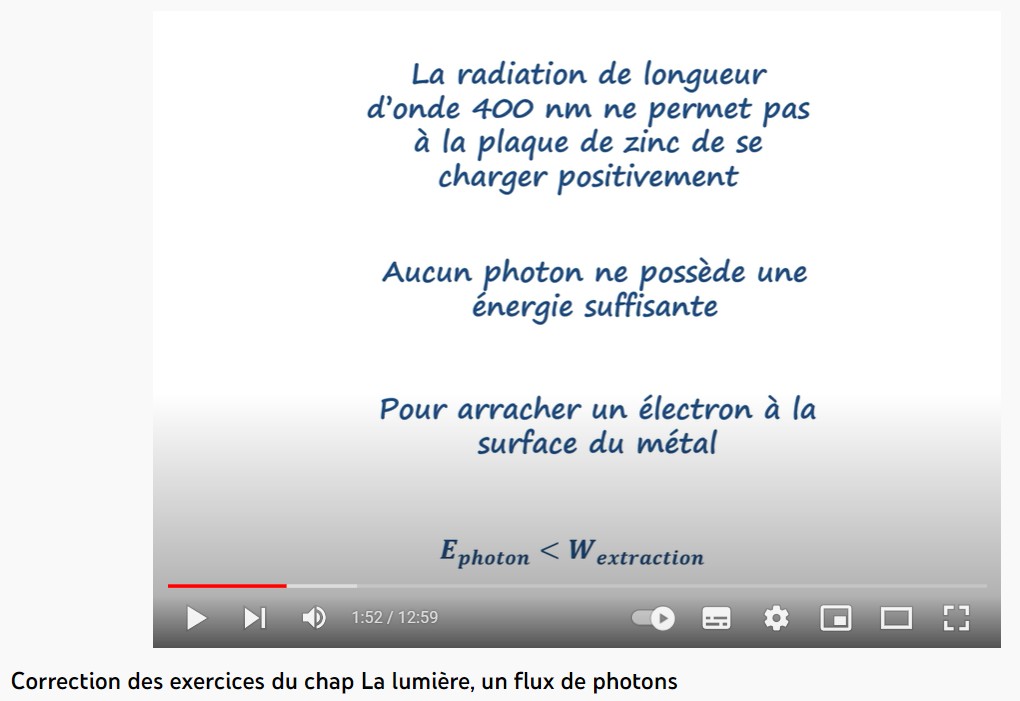 La radiation de longueur
d'onde 400 nm ne permet pas
à la plaque de zinc de se
charger positivement
Aucun photon ne possède une
énergie suffisante
Pour arracher un électron à la
surface du métal
E photon < W extraction
1:52 / 12:59
Correction des exercices du chap La lumière, un flux de photons